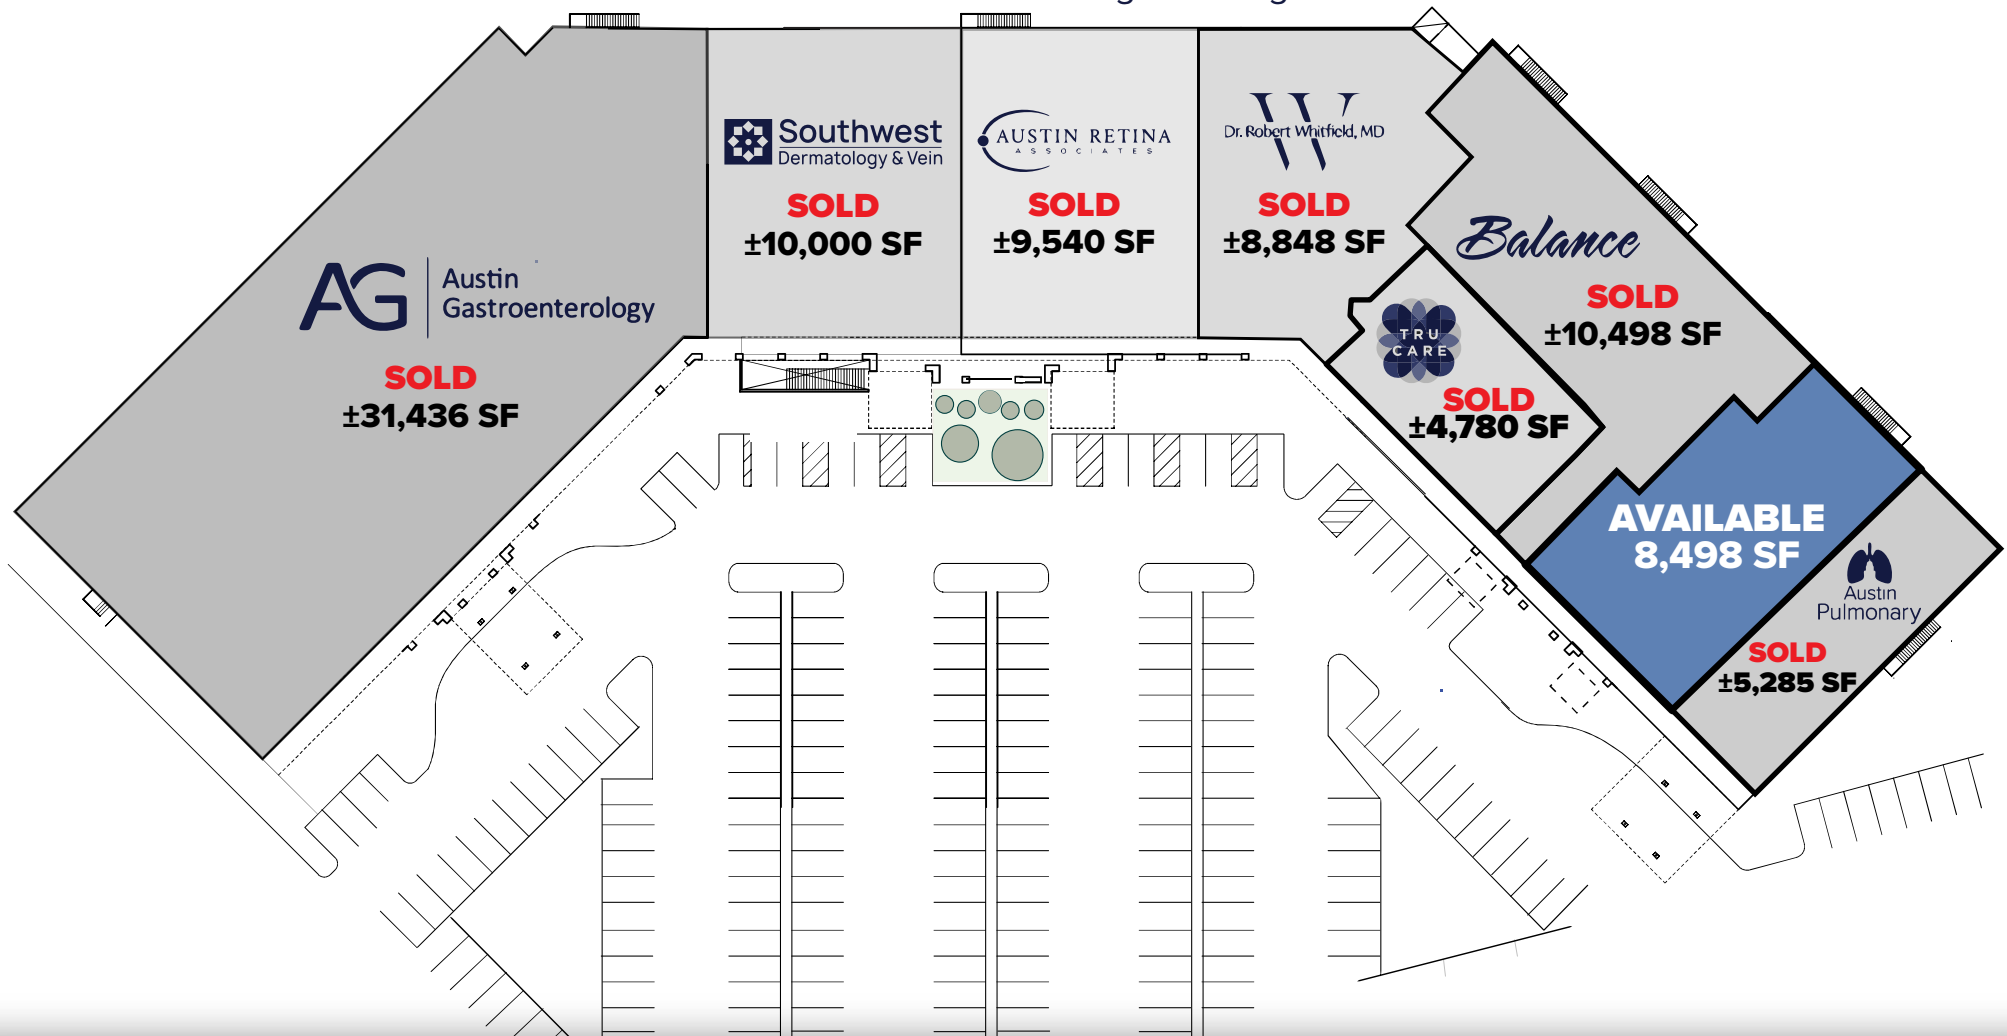 AG
Austin
Gastroenterology
SOLD
±31,436 SF
Southwest
Dermatology & Vein
SOLD
±10,000 SF
AUSTIN RETINA
ASSOCIATES
SOLD
±9,540 SF
W
Dr. Robert Whitfield, MD
SOLD
±8,848 SF
Balance
SOLD
±10,498 SF
TRU
CARE
SOLD
±4,780 SF
AVAILABLE
8,498 SF
Austin
Pulmonary
SOLD
±5,285 SF